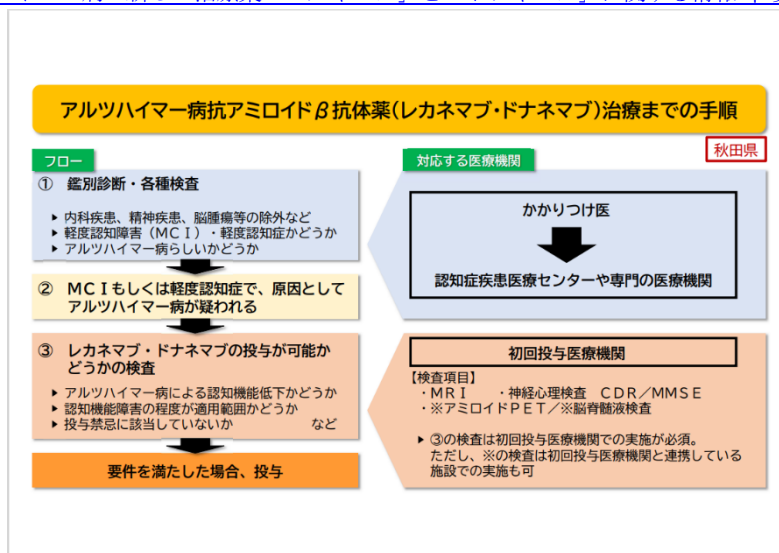 アルツハイマー病抗アミロイドβ抗体薬(レカネマブ・ドナネマブ)治療までの手順
秋田県
フロー
① 鑑別診断・各種検査
▶ 内科疾患、精神疾患、脳腫瘍等の除外など
▶ 軽度認知障害(MCI)・軽度認知症かどうか
▶ アルツハイマー病らしいかどうか
② MCIもしくは軽度認知症で、原因として
アルツハイマー病が疑われる
③ レカネマブ・ドナネマブの投与が可能か
どうかの検査
▶ アルツハイマー病による認知機能低下かどうか
▶ 認知機能障害の程度が適用範囲かどうか
▶ 投与禁忌に該当していないか など
要件を満たした場合、投与
対応する医療機関
かかりつけ医
認知症疾患医療センターや専門の医療機関
初回投与医療機関
【検査項目】
・MRI ・神経心理検査 CDR/MMSE
・※アミロイドPET/※脳脊髄液検査
▶ ③の検査は初回投与医療機関での実施が必須。
ただし、※の検査は初回投与医療機関と連携している
施設での実施も可